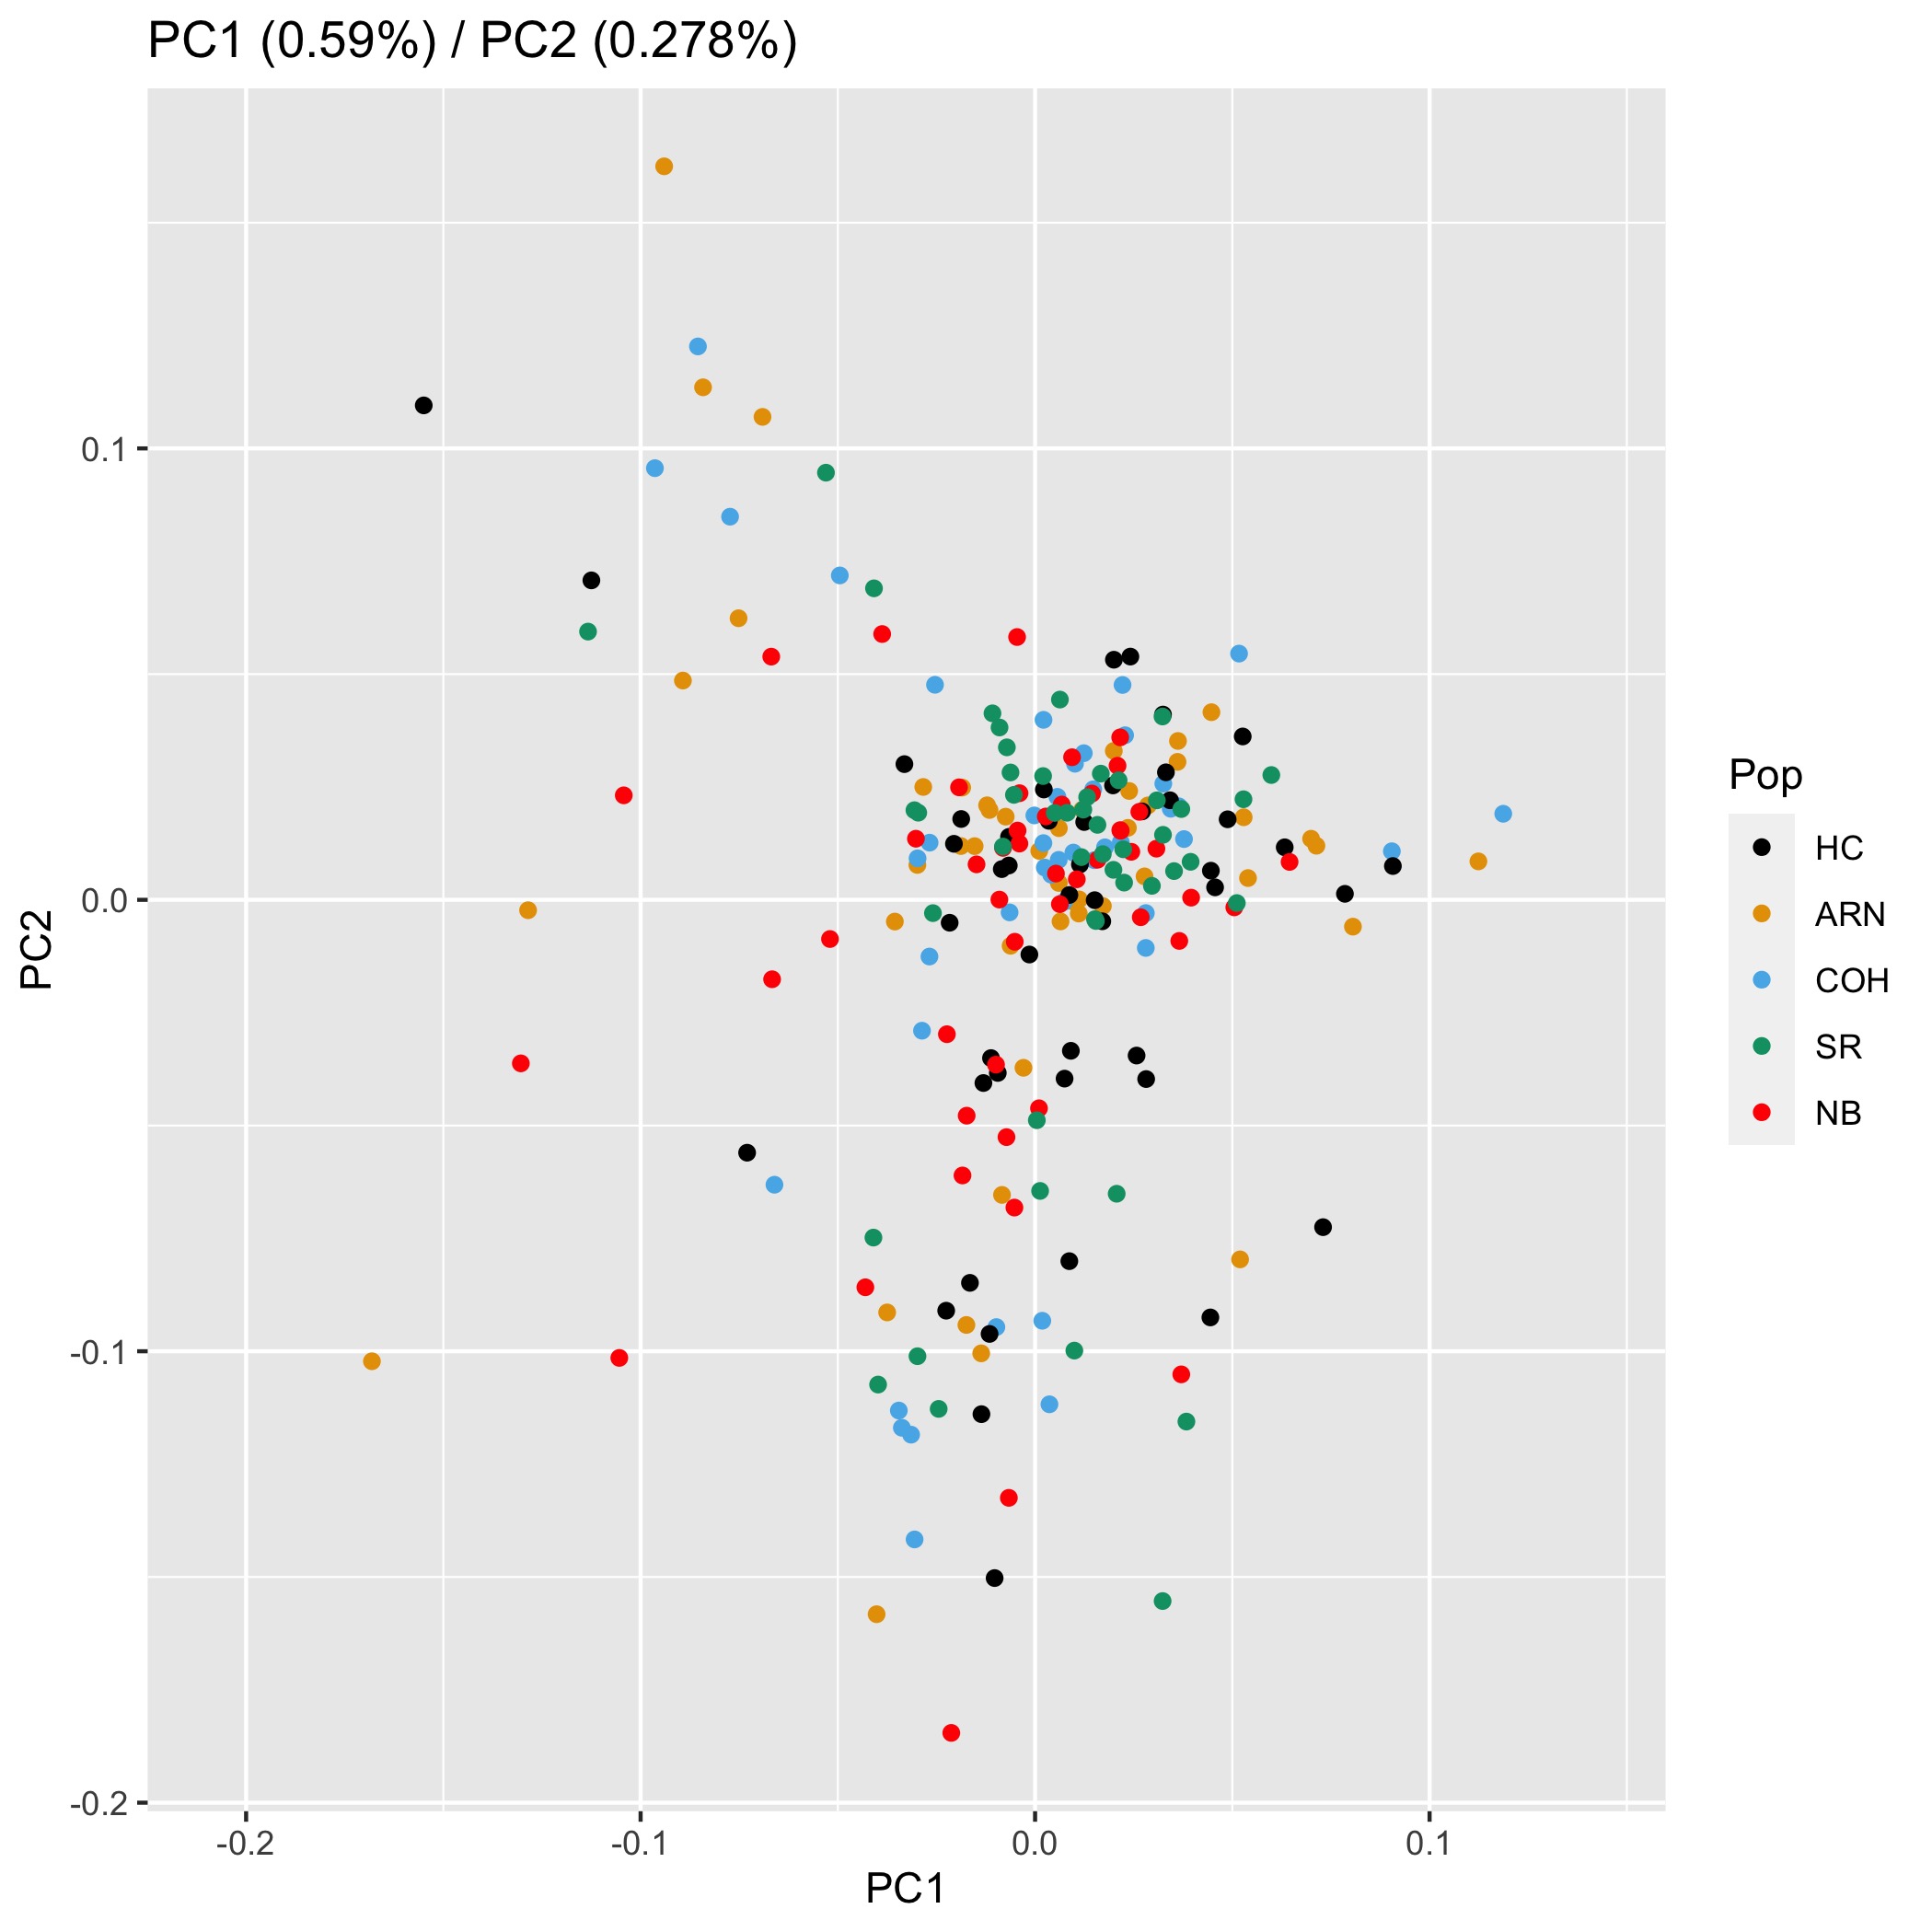 PC1 (0.59%) / PC2 (0.278%)
0.1
0.0
-0.1
-0.2
PC2
-0.2
-0.1
0.0
0.1
PC1
Pop
HC
ARN
COH
SR
NB